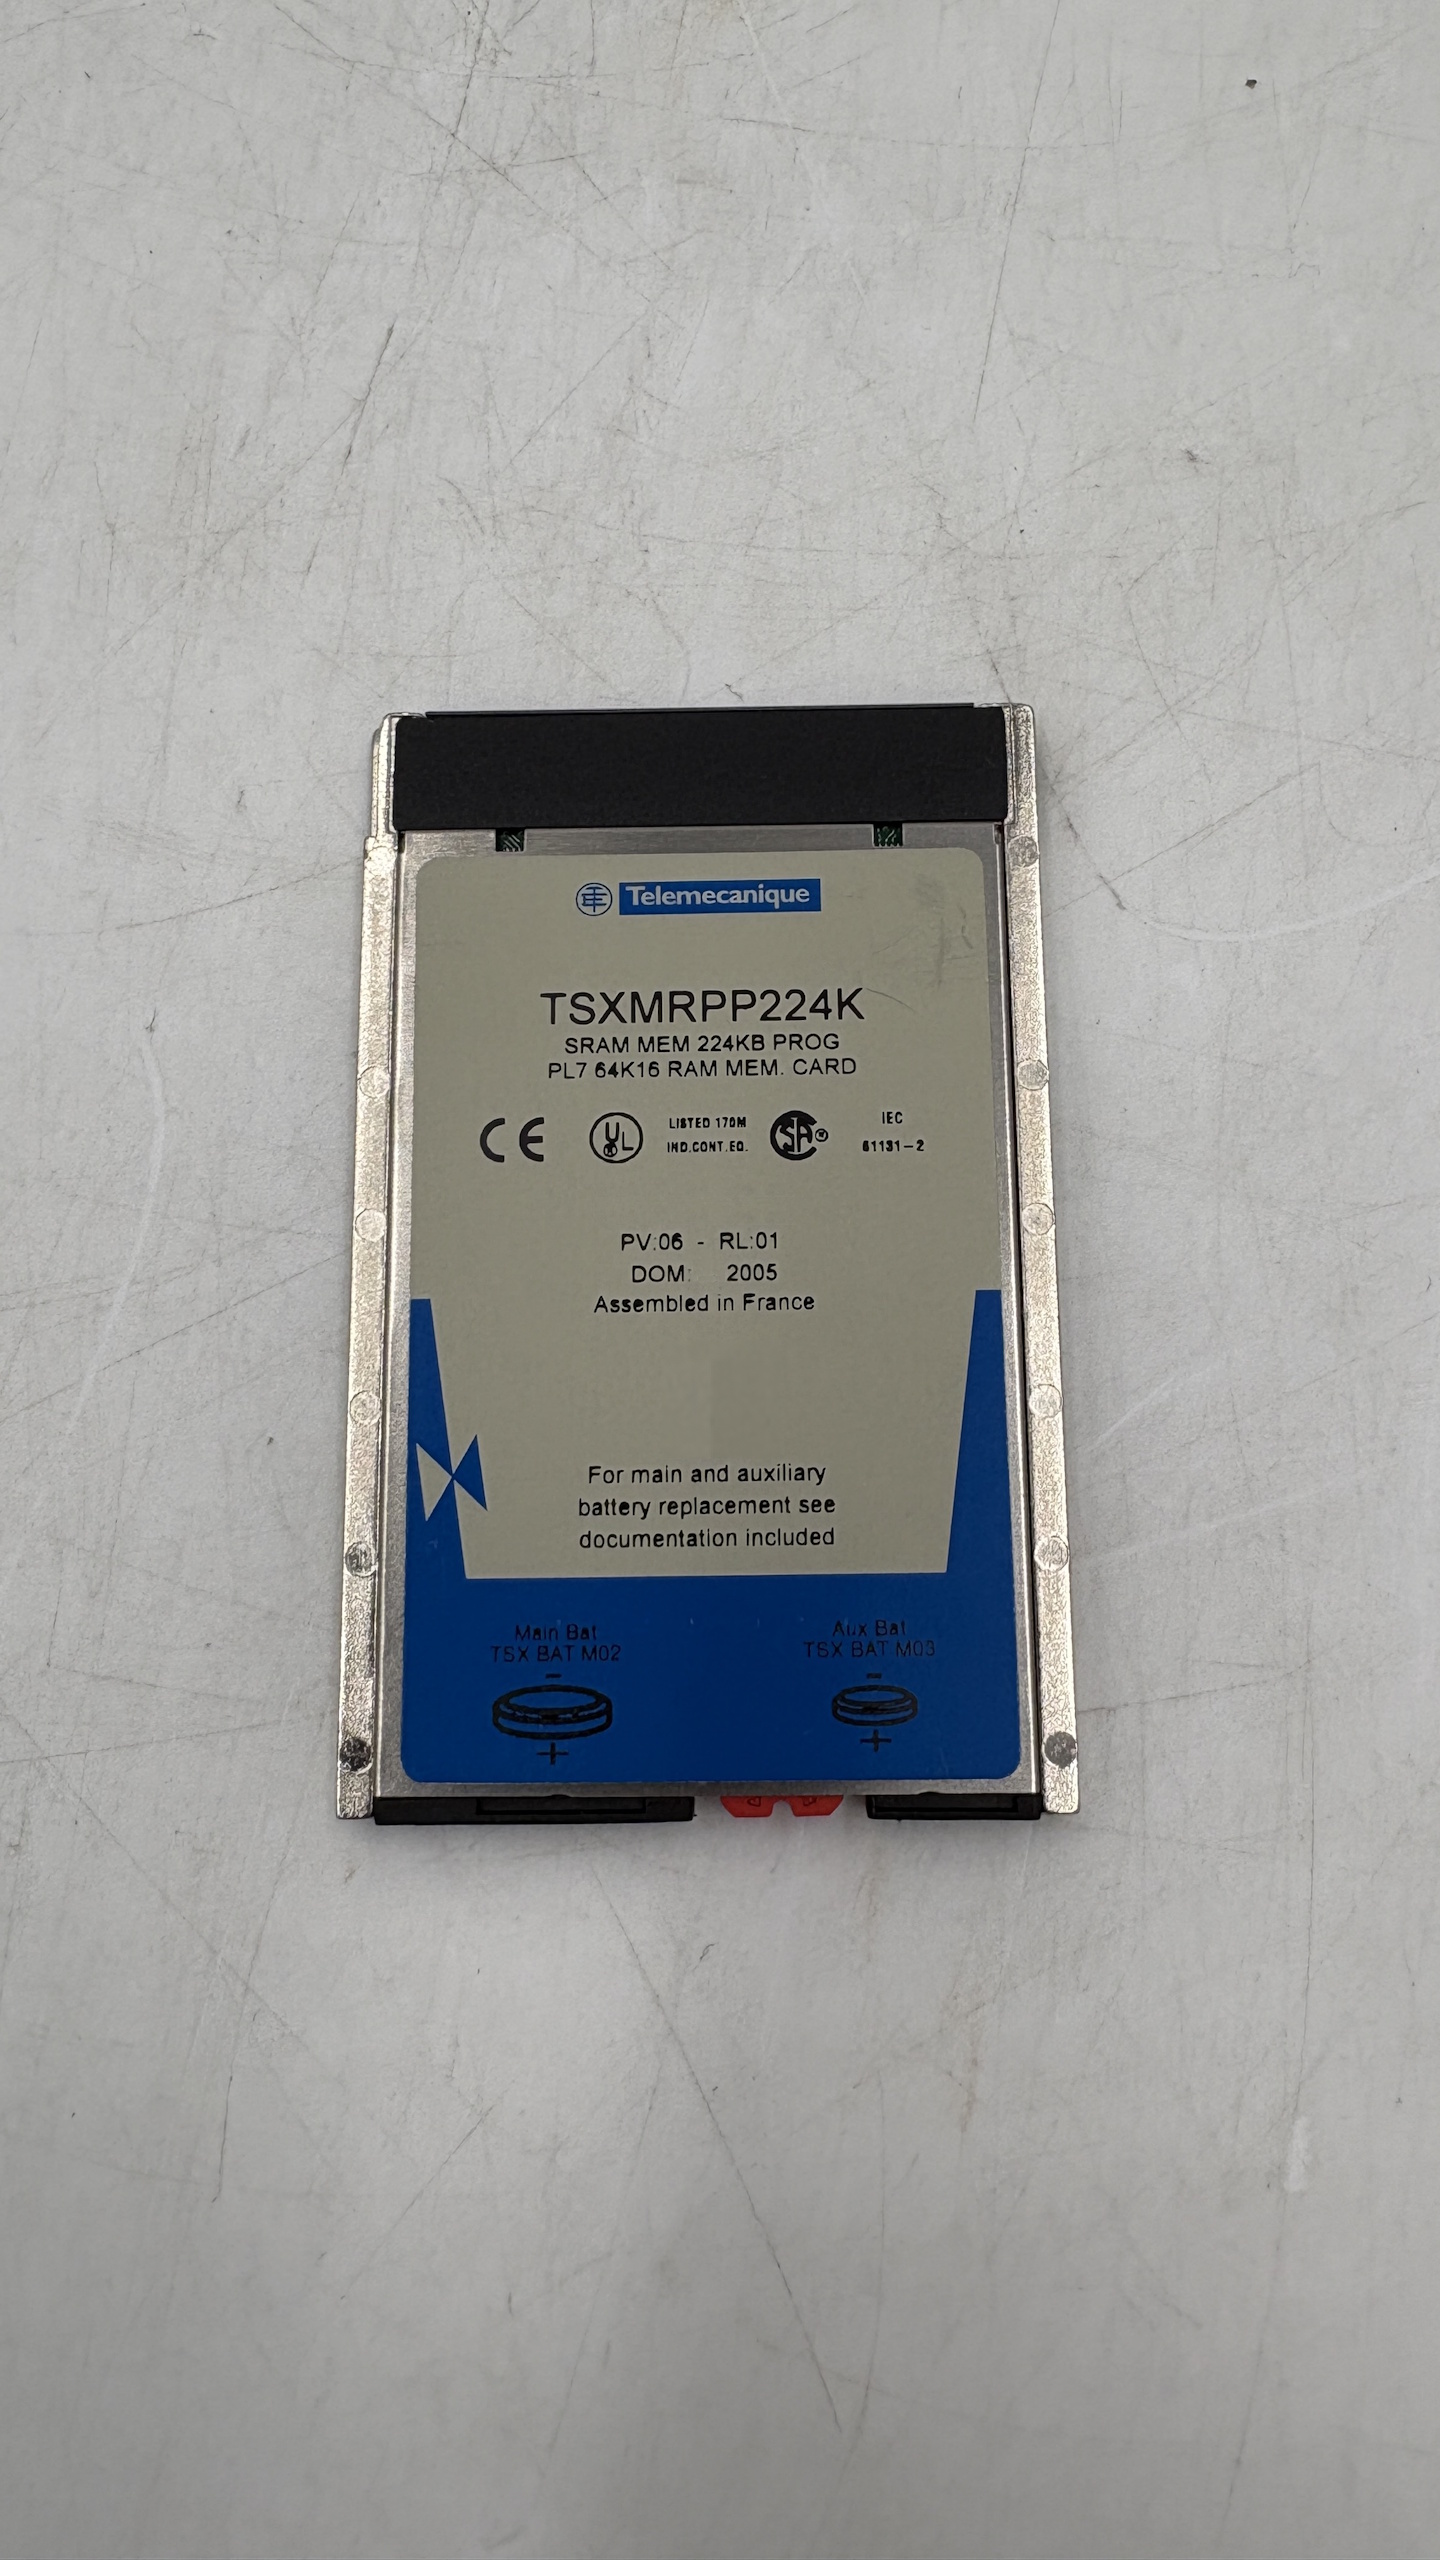 Telemecanique
TSXMRPP224K
SRAM MEM 224KB PROG
PL7 64K16 RAM MEM. CARD
CE UL LISTED 170M SA IEC
IND.CONT.EQ. 61131-2
PV:06 - RL:01
DOM: 2005
Assembled in France
For main and auxiliary
battery replacement see
documentation included
Main Bat Aux Bat
TSX BAT M02 TSX BAT M03
- -
+ +